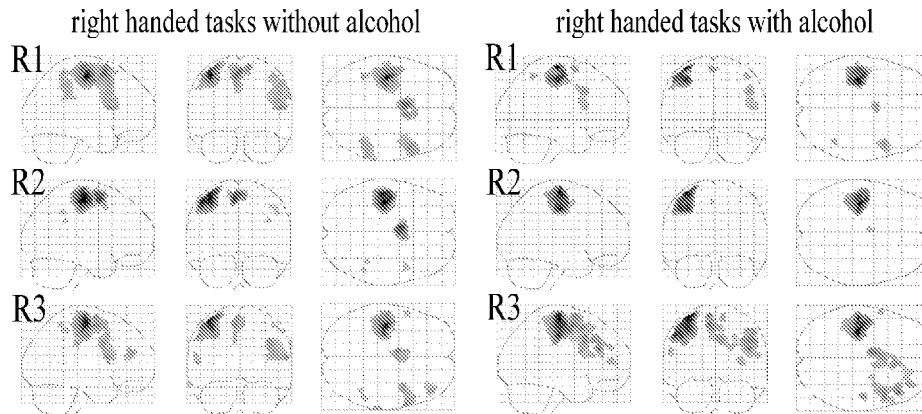 right handed tasks without alcohol
right handed tasks with alcohol
R1
R1
R2
R2
R3
R3